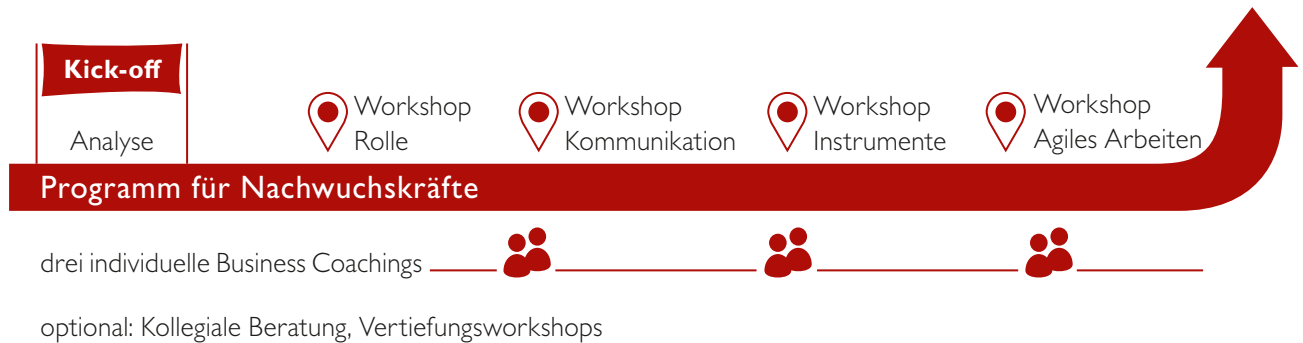 Kick-off
Analyse
Workshop
Rolle
Workshop
Kommunikation
Workshop
Instrumente
Workshop
Agiles Arbeiten
Programm für Nachwuchskräfte
drei individuelle Business Coachings
optional: Kollegiale Beratung, Vertiefungsworkshops